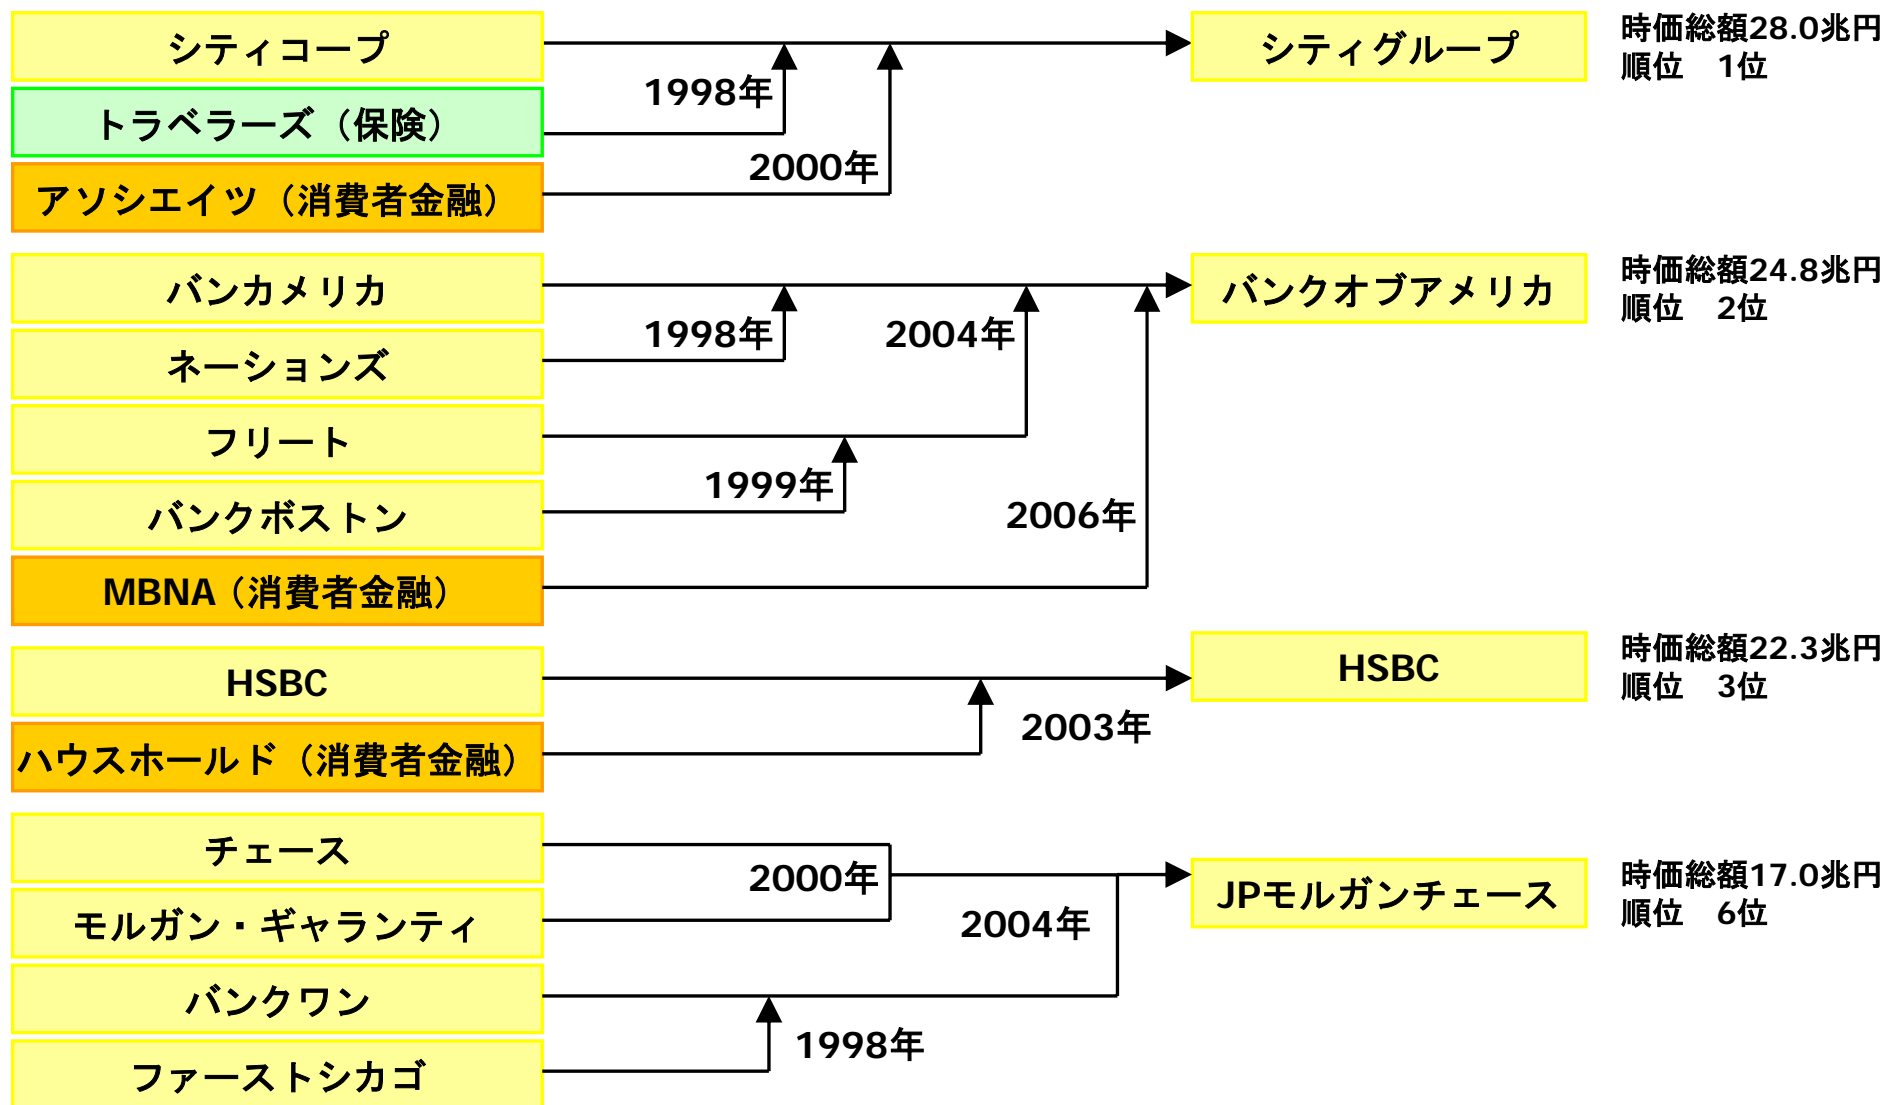 シティコープ
シティグループ
時価総額28.0兆円
順位　1位
1998年
トラベラーズ（保険）
2000年
アソシエイツ（消費者金融）
バンカメリカ
バンクオブアメリカ
時価総額24.8兆円
順位　2位
1998年
2004年
ネーションズ
フリート
1999年
バンクボストン
2006年
MBNA（消費者金融）
HSBC
HSBC
時価総額22.3兆円
順位　3位
2003年
ハウスホールド（消費者金融）
チェース
2000年
JPモルガンチェース
時価総額17.0兆円
順位　6位
モルガン・ギャランティ
2004年
バンクワン
1998年
ファーストシカゴ